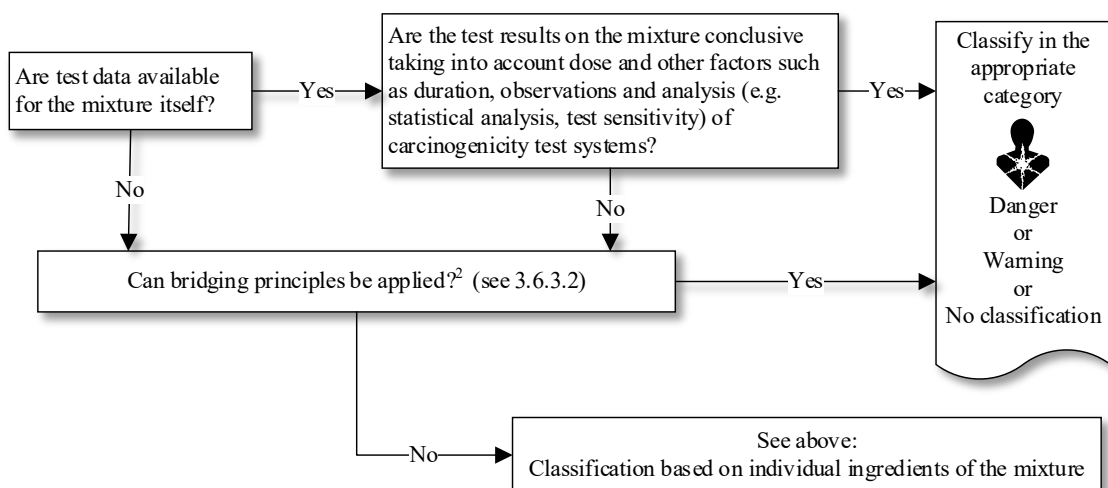 Are test data available
for the mixture itself?
Yes
Are the test results on the mixture conclusive
taking into account dose and other factors such
as duration, observations and analysis (e.g.
statistical analysis, test sensitivity) of
carcinogenicity test systems?
Yes
Classify in the
appropriate
category
Danger
or
Warning
or
No classification
No
No
Can bridging principles be applied?² (see 3.6.3.2)
Yes
No
See above:
Classification based on individual ingredients of the mixture